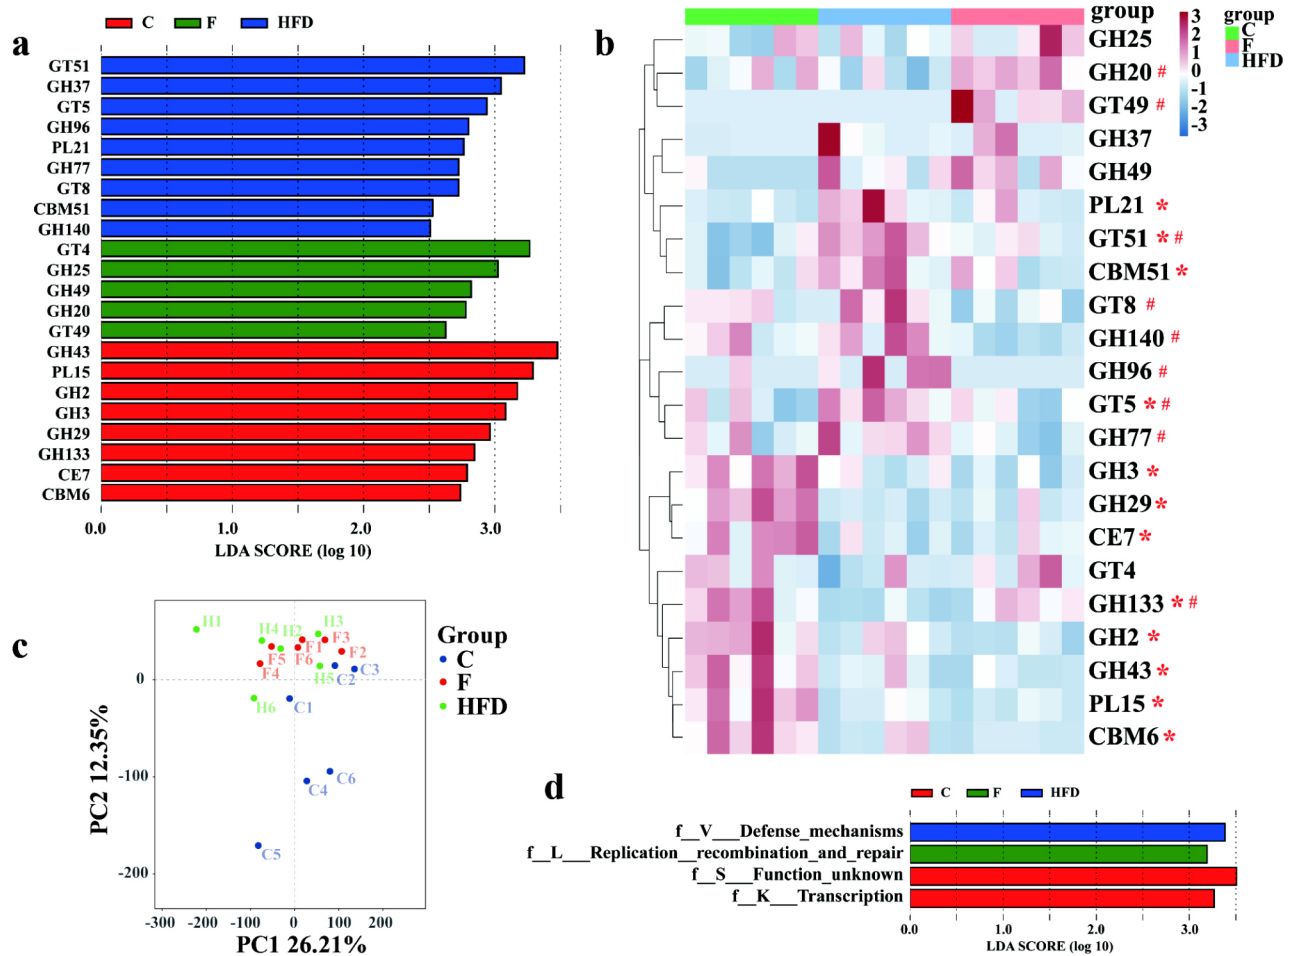 a
C F HFD
GT51
GH37
GT5
GH96
PL21
GH77
GT8
CBM51
GH140
GT4
GH25
GH49
GH20
GT49
GH43
PL15
GH2
GH3
GH29
GH133
CE7
CBM6
0.0 1.0 2.0 3.0
LDA SCORE (log 10)
b
group
GH25
GH20 #
GT49 #
GH37
GH49
PL21 *
GT51 * #
CBM51 *
GT8 #
GH140 #
GH96 #
GT5 * #
GH77 #
GH3 *
GH29 *
CE7 *
GT4
GH133 * #
GH2 *
GH43 *
PL15 *
CBM6 *
3
2
1
0
-1
-2
-3
group
C
F
HFD
c
H1
H4
H2
H3
F5
F4
F1
F6
F3
F2
H5
C2
C3
H6
C1
C4
C6
C5
0
-100
-200
PC2 12.35%
-300 -200 -100 0 100 200
PC1 26.21%
Group
C
F
HFD
d
C F HFD
f__V___Defense_mechanisms
f__L___Replication__recombination_and_repair
f__S___Function_unknown
f__K___Transcription
0.0 1.0 2.0 3.0
LDA SCORE (log 10)